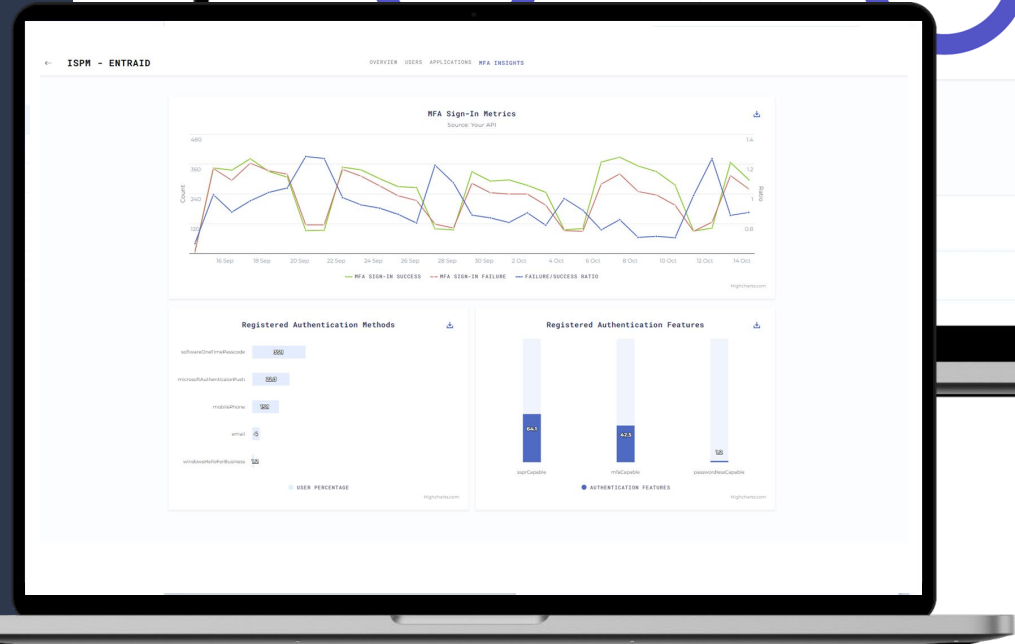 ← ISPM - ENTRAID
OVERVIEW USERS APPLICATIONS MFA INSIGHTS
MFA Sign-In Metrics
Source: Your API
480
360
240
120
Count
1.4
1.2
1
0.8
Ratio
16 Sep 18 Sep 20 Sep 22 Sep 24 Sep 26 Sep 28 Sep 30 Sep 2 Oct 4 Oct 6 Oct 8 Oct 10 Oct 12 Oct 14 Oct
MFA SIGN-IN SUCCESS MFA SIGN-IN FAILURE FAILURE/SUCCESS RATIO
Highcharts.com
Registered Authentication Methods
softwareOneTimePasscode
microsoftAuthenticatorPush
mobilePhone
email
windowsHelloForBusiness
USER PERCENTAGE
Highcharts.com
Registered Authentication Features
64.1
42.5
ssprCapable mfaCapable passwordlessCapable
AUTHENTICATION FEATURES
Highcharts.com